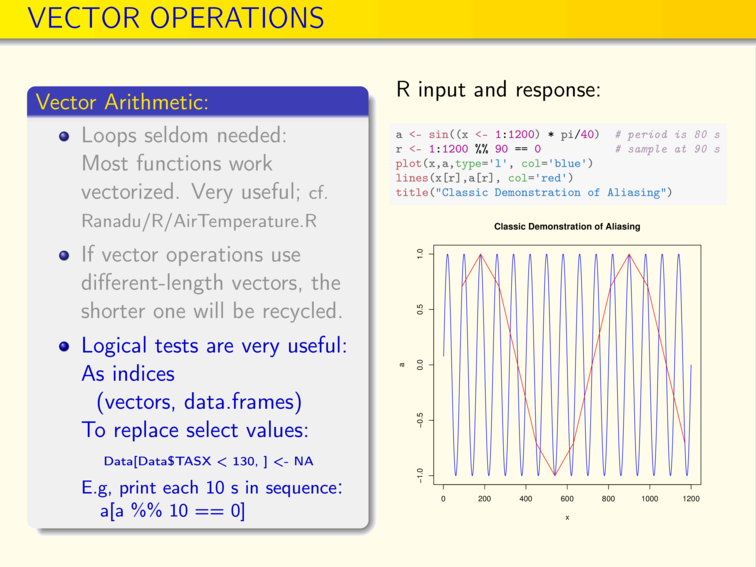 VECTOR OPERATIONS
Vector Arithmetic:
Loops seldom needed:
Most functions work
vectorized. Very useful; cf.
Ranadu/R/AirTemperature.R
If vector operations use
different-length vectors, the
shorter one will be recycled.
Logical tests are very useful:
As indices
(vectors, data.frames)
To replace select values:
Data[Data$TASX < 130, ] <- NA
E.g, print each 10 s in sequence:
a[a %% 10 == 0]
R input and response:
a <- sin((x <- 1:1200) * pi/40)  # period is 80 s
r <- 1:1200 %% 90 == 0  # sample at 90 s
plot(x,a,type='l', col='blue')
lines(x[r],a[r], col='red')
title("Classic Demonstration of Aliasing")
Classic Demonstration of Aliasing
1.0
0.5
0.0
−0.5
−1.0
a
0 200 400 600 800 1000 1200
x